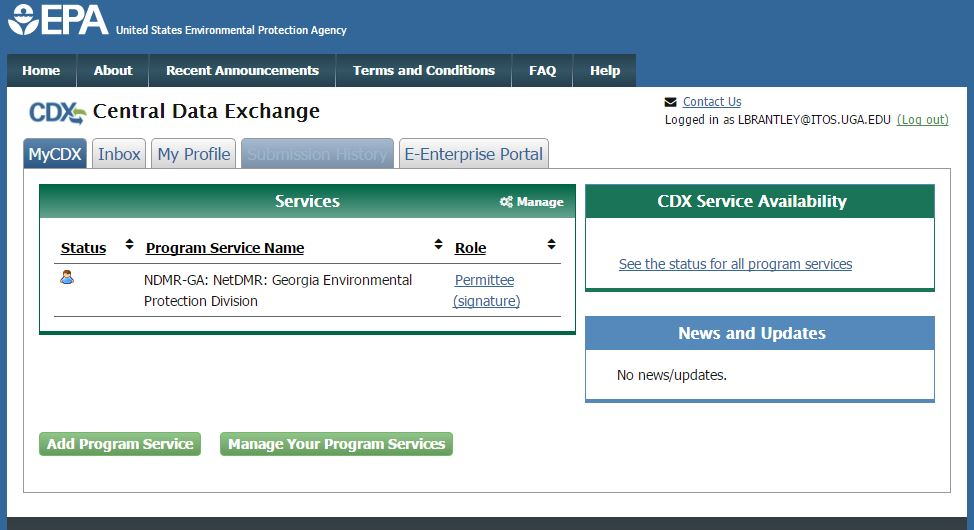 EPA United States Environmental Protection Agency
Home About Recent Announcements Terms and Conditions FAQ Help
CDX Central Data Exchange
Contact Us
Logged in as LBRANTLEY@ITOS.UGA.EDU (Log out)
MyCDX Inbox My Profile Submission History E-Enterprise Portal
Services Manage
Status Program Service Name Role
NDMR-GA: NetDMR: Georgia Environmental
Protection Division
Permittee
(signature)
CDX Service Availability
See the status for all program services
News and Updates
No news/updates.
Add Program Service Manage Your Program Services